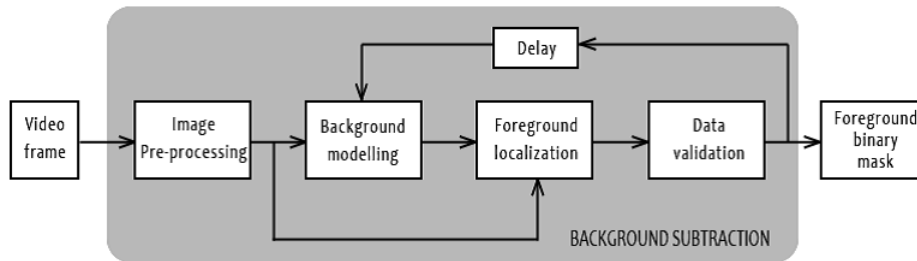 Delay
Video
frame
Image
Pre-processing
Background
modelling
Foreground
localization
Data
validation
Foreground
binary
mask
BACKGROUND SUBTRACTION